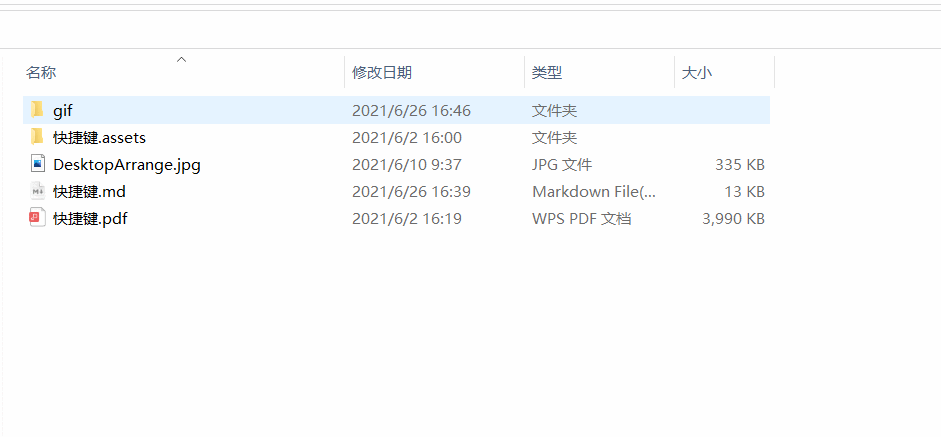 名称 修改日期 类型 大小
gif 2021/6/26 16:46 文件夹
快捷键.assets 2021/6/2 16:00 文件夹
DesktopArrange.jpg 2021/6/10 9:37 JPG 文件 335 KB
快捷键.md 2021/6/26 16:39 Markdown File(... 13 KB
快捷键.pdf 2021/6/2 16:19 WPS PDF 文档 3,990 KB